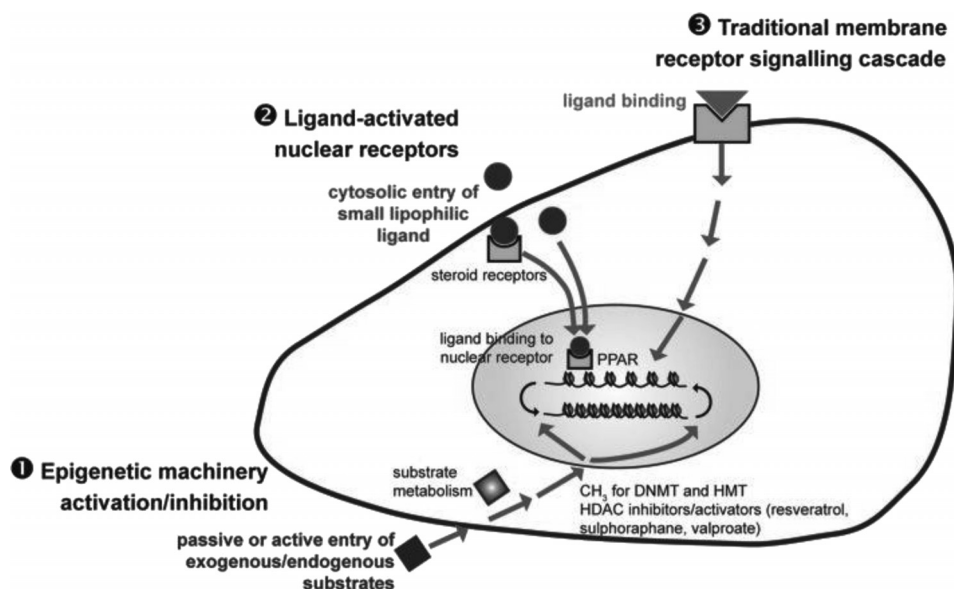 ❸ Traditional membrane
receptor signalling cascade
ligand binding
❷ Ligand-activated
nuclear receptors
cytosolic entry of
small lipophilic
ligand
steroid receptors
ligand binding to
nuclear receptor
PPAR
❶ Epigenetic machinery
activation/inhibition
substrate
metabolism
CH₃ for DNMT and HMT
HDAC inhibitors/activators (resveratrol,
sulphoraphane, valproate)
passive or active entry of
exogenous/endogenous
substrates